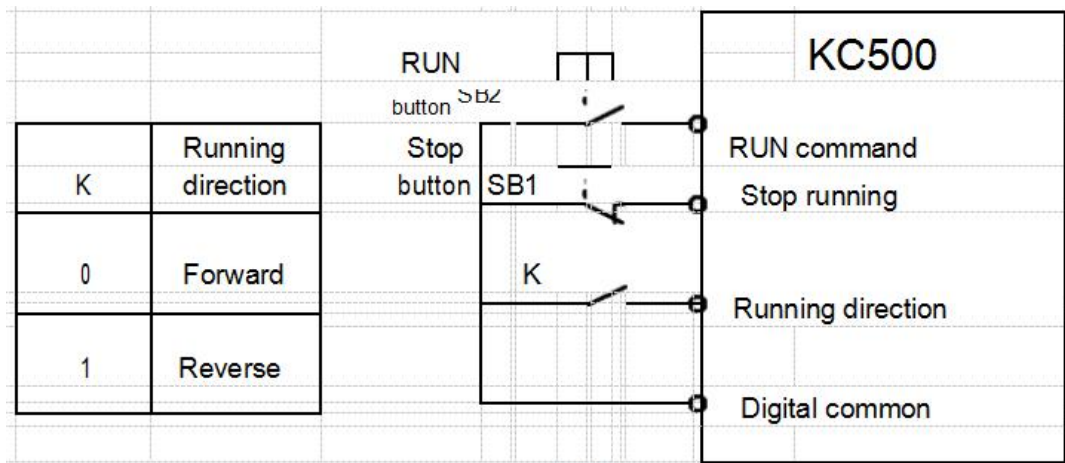 KC500
RUN
button SB2
RUN command
Stop
button SB1
Stop running
K
Running direction
Digital common
Running
direction
K
0 Forward
1 Reverse